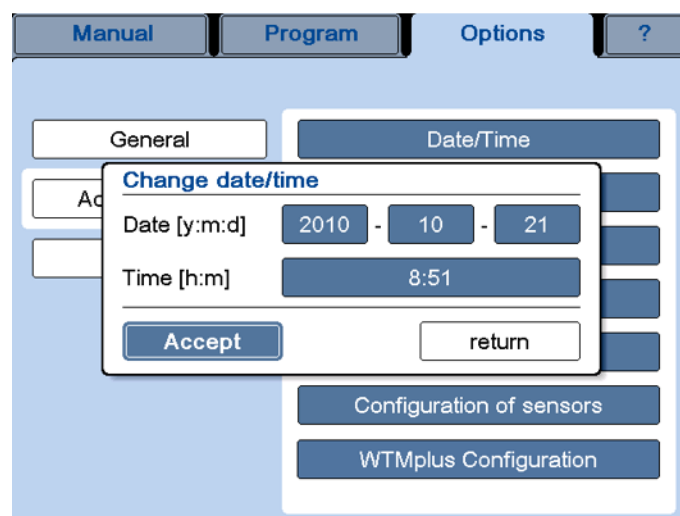 Manual Program Options ?
General Date/Time
Change date/time
Date [y:m:d] 2010 - 10 - 21
Time [h:m] 8:51
Accept return
Configuration of sensors
WTMplus Configuration